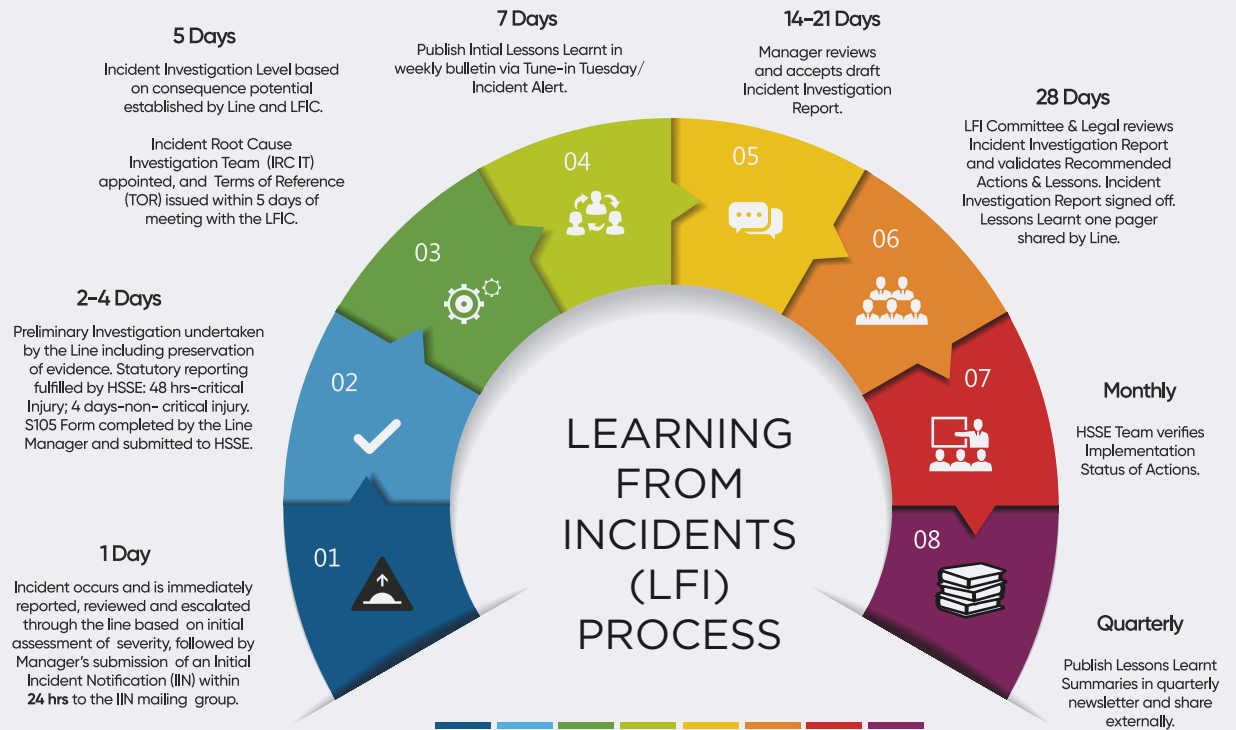 1 Day
Incident occurs and is immediately
reported, reviewed and escalated
through the line based on initial
assessment of severity, followed by
Manager's submission of an Initial
Incident Notification (IIN) within
24 hrs to the IIN mailing group.
01
2-4 Days
Preliminary Investigation undertaken
by the Line including preservation
of evidence. Statutory reporting
fulfilled by HSSE: 48 hrs-critical
Injury; 4 days-non- critical injury.
S105 Form completed by the Line
Manager and submitted to HSSE.
02
5 Days
Incident Investigation Level based
on consequence potential
established by Line and LFIC.
Incident Root Cause
Investigation Team (IRC IT)
appointed, and Terms of Reference
(TOR) issued within 5 days of
meeting with the LFIC.
03
7 Days
Publish Intial Lessons Learnt in
weekly bulletin via Tune-in Tuesday/
Incident Alert.
04
14-21 Days
Manager reviews
and accepts draft
Incident Investigation
Report.
05
28 Days
LFI Committee & Legal reviews
Incident Investigation Report
and validates Recommended
Actions & Lessons. Incident
Investigation Report signed off.
Lessons Learnt one pager
shared by Line.
06
Monthly
HSSE Team verifies
Implementation
Status of Actions.
07
Quarterly
Publish Lessons Learnt
Summaries in quarterly
newsletter and share
externally.
08
LEARNING
FROM
INCIDENTS
(LFI)
PROCESS